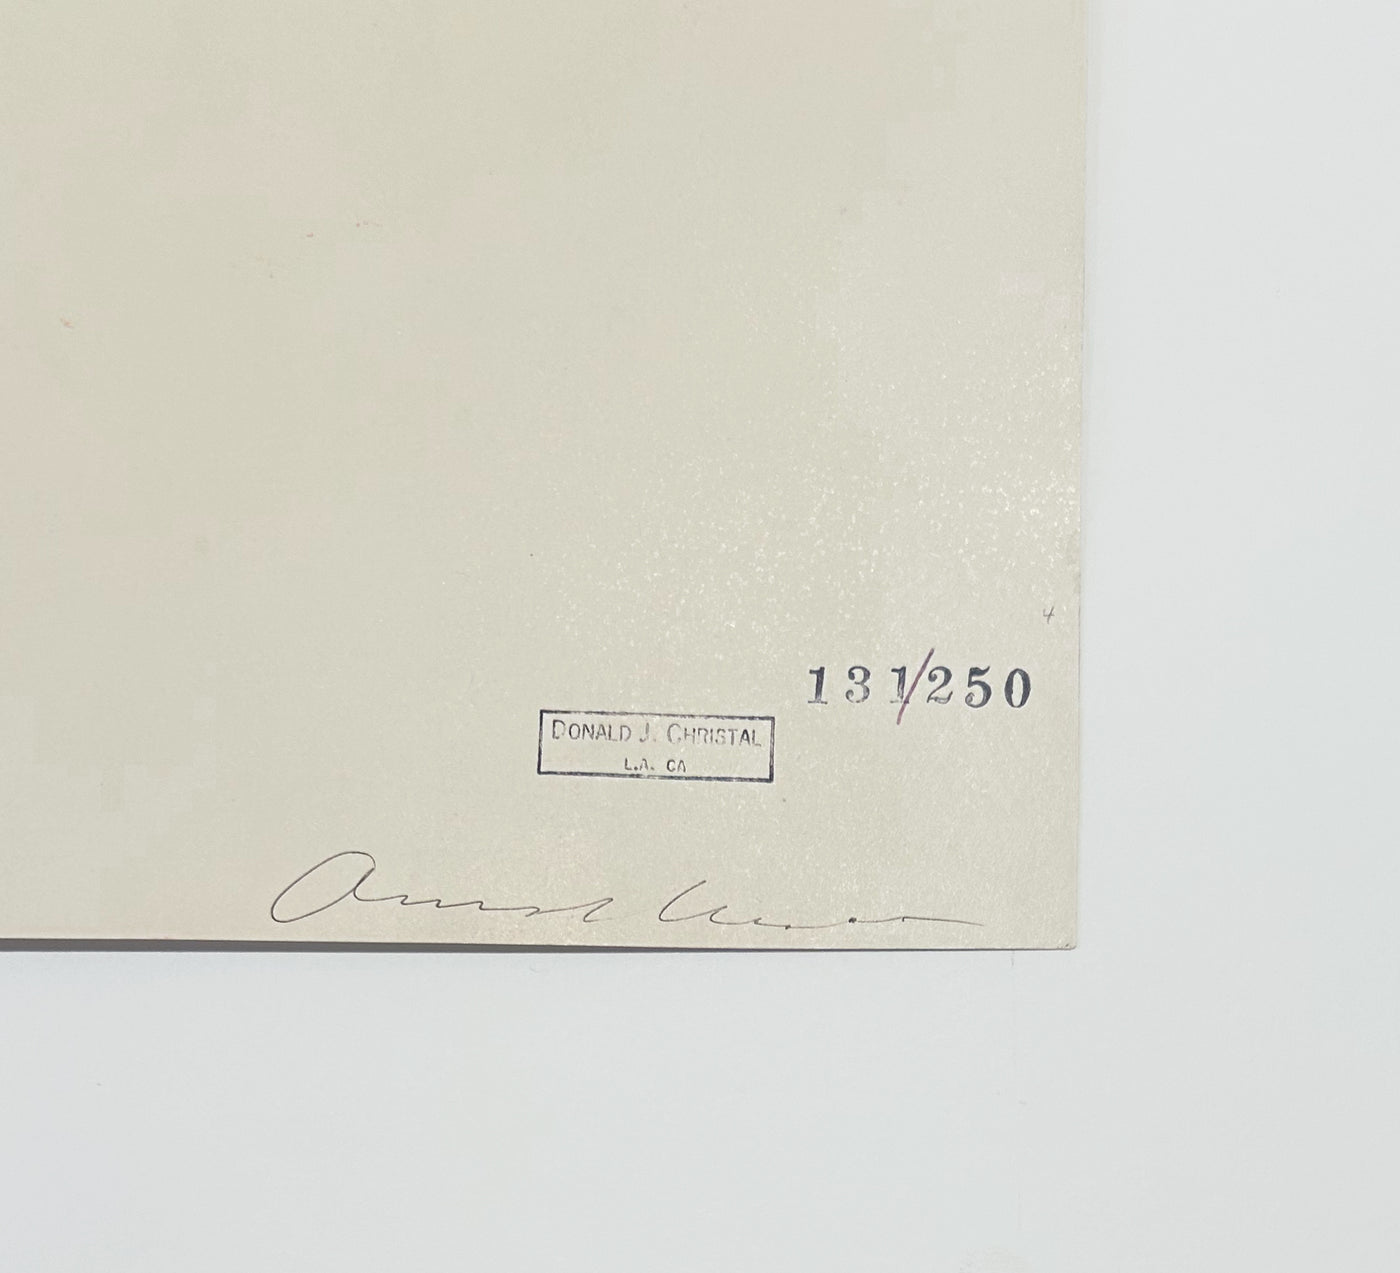 4
131/250
DONALD J. CHRISTAL
L.A. CA